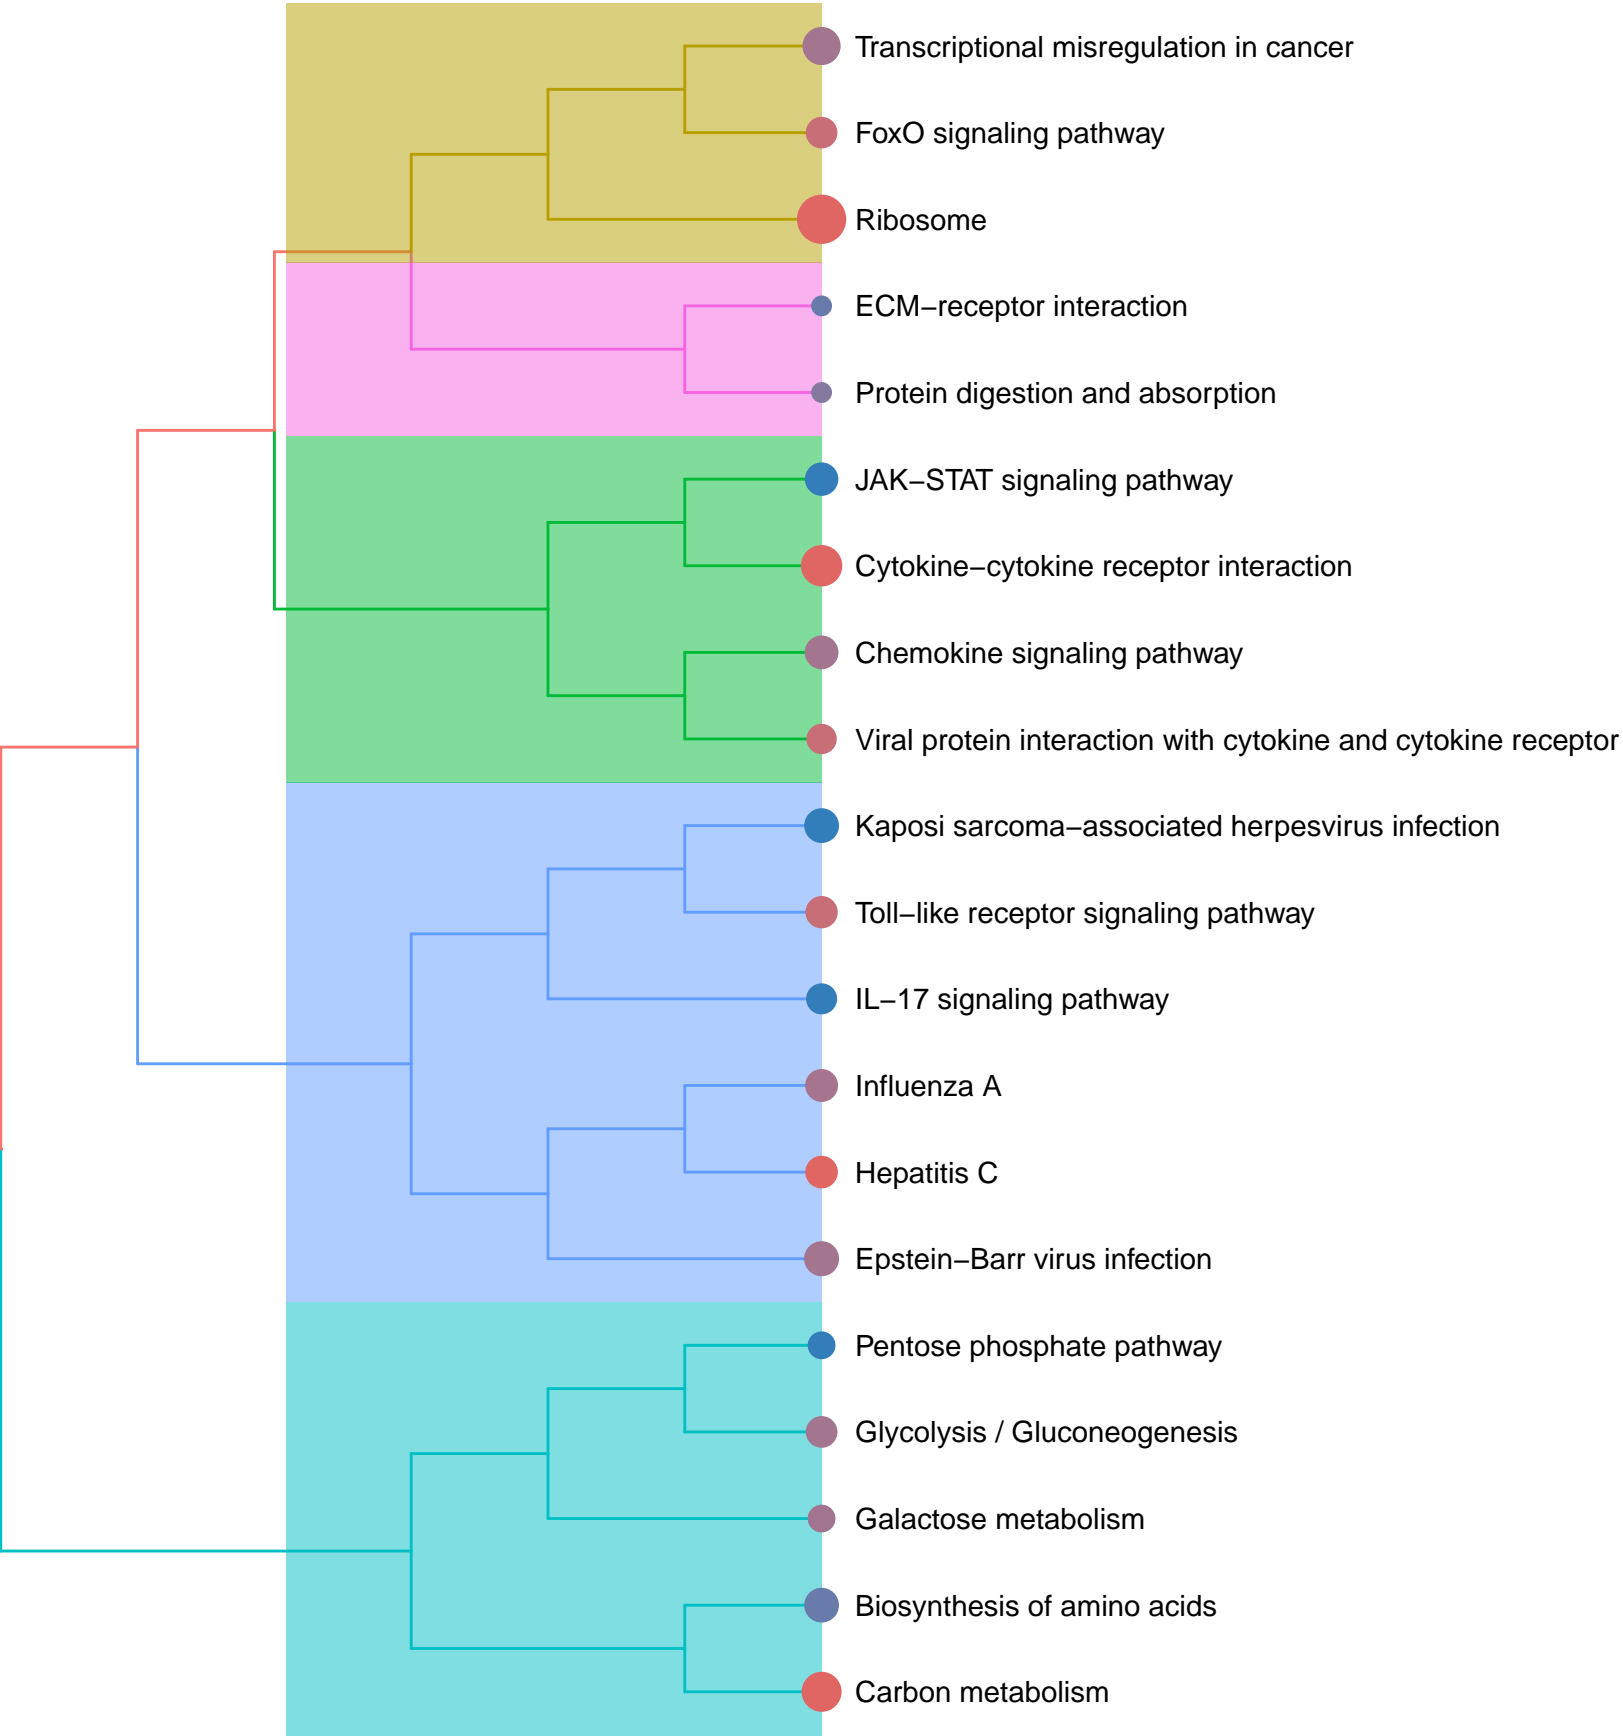 Transcriptional misregulation in cancer
FoxO signaling pathway
Ribosome
ECM−receptor interaction
Protein digestion and absorption
JAK−STAT signaling pathway
Cytokine−cytokine receptor interaction
Chemokine signaling pathway
Viral protein interaction with cytokine and cytokine receptor
Kaposi sarcoma−associated herpesvirus infection
Toll−like receptor signaling pathway
IL−17 signaling pathway
Influenza A
Hepatitis C
Epstein−Barr virus infection
Pentose phosphate pathway
Glycolysis / Gluconeogenesis
Galactose metabolism
Biosynthesis of amino acids
Carbon metabolism